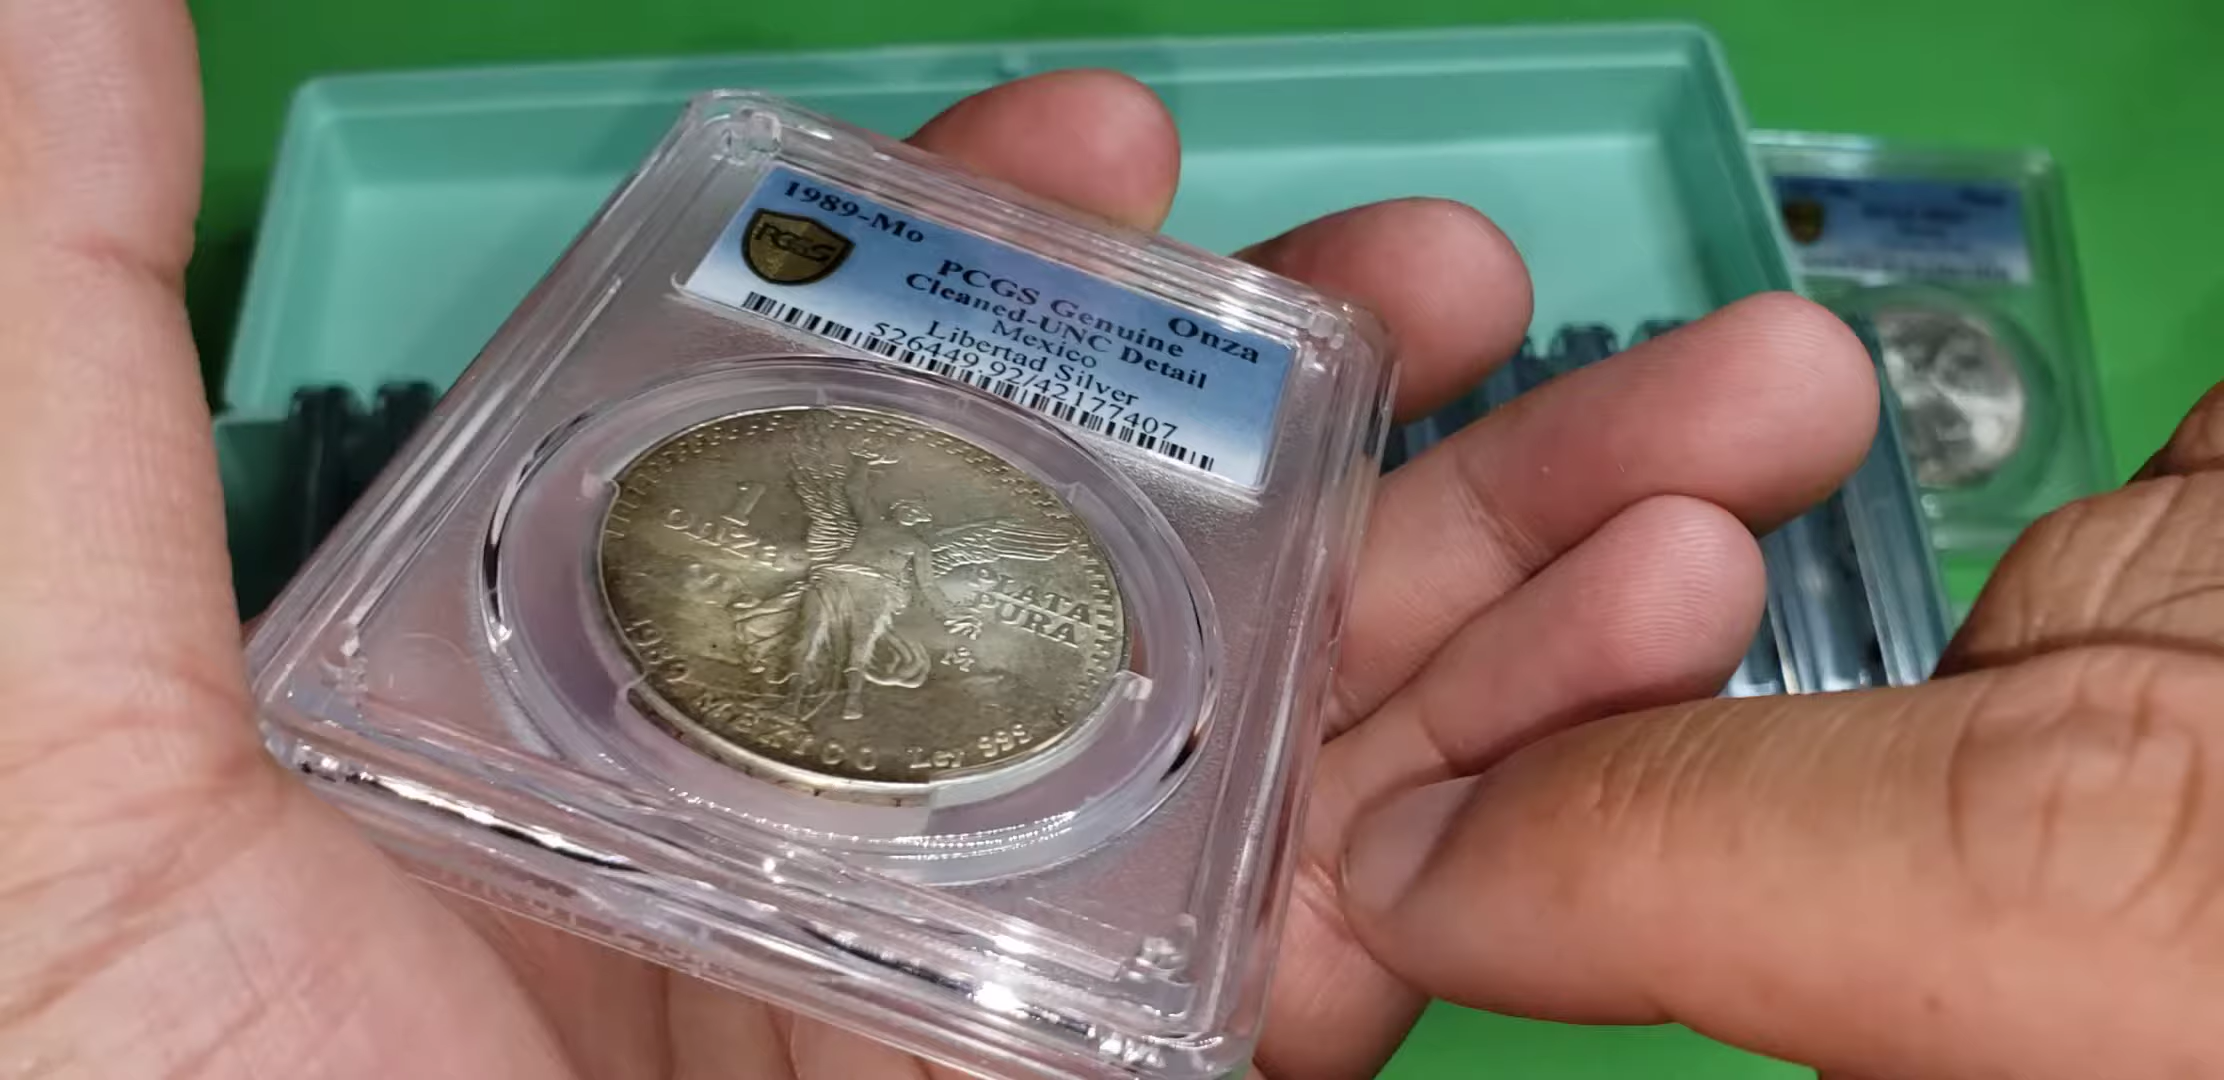 1989-Mo
Onza
PCGS
PCGS Genuine
Cleaned-UNC Detail
Mexico
Libertad Silver
526449.92/42177407
1
ONZA
PLATA
PURA
M
1989 MEXICO Ley 999